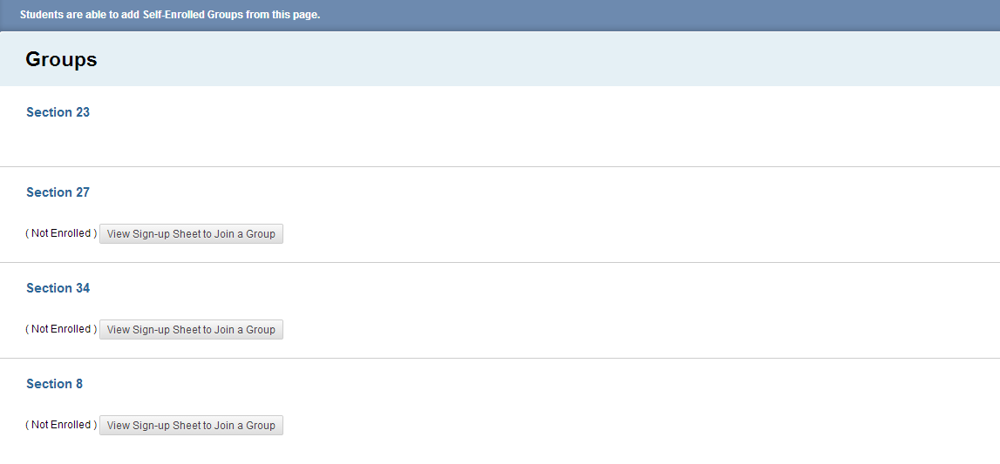 Students are able to add Self-Enrolled Groups from this page.
Groups
Section 23
Section 27
( Not Enrolled ) View Sign-up Sheet to Join a Group
Section 34
( Not Enrolled ) View Sign-up Sheet to Join a Group
Section 8
( Not Enrolled ) View Sign-up Sheet to Join a Group